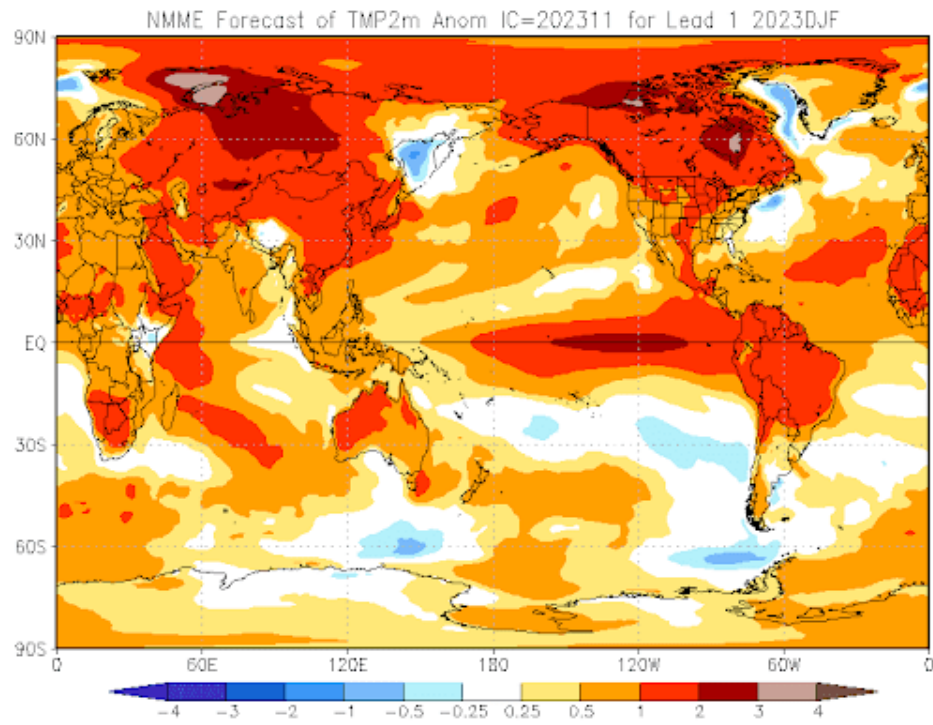 NMME Forecast of TMP2m Anom IC=202311 for Lead 1 2023DJF
90N
60N
30N
EQ
30S
60S
90S
0 60E 120E 180 120W 60W 0
-4 -3 -2 -1 -0.5 -0.25 0.25 0.5 1 2 3 4